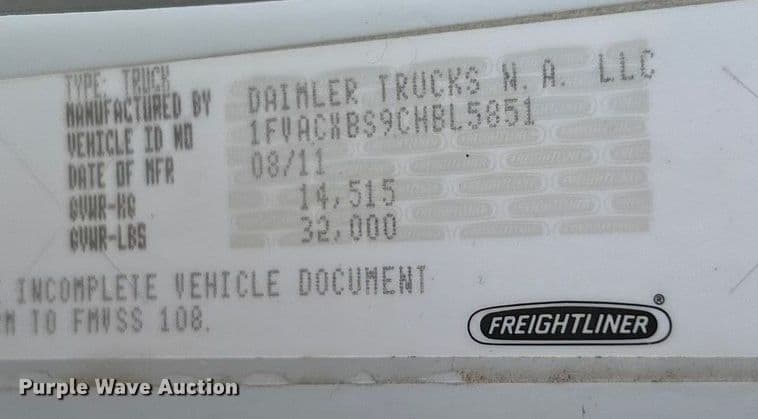 TYPE: TRUCK
MANUFACTURED BY DAIMLER TRUCKS N. A. LLC
VEHICLE ID NO 1FVACXBS9CHBL5851
DATE OF MFR 08/11
GVWR-KG 14,515
GVWR-LBS 32,000
INCOMPLETE VEHICLE DOCUMENT
TO FMVSS 108.
FREIGHTLINER®
Purple Wave Auction